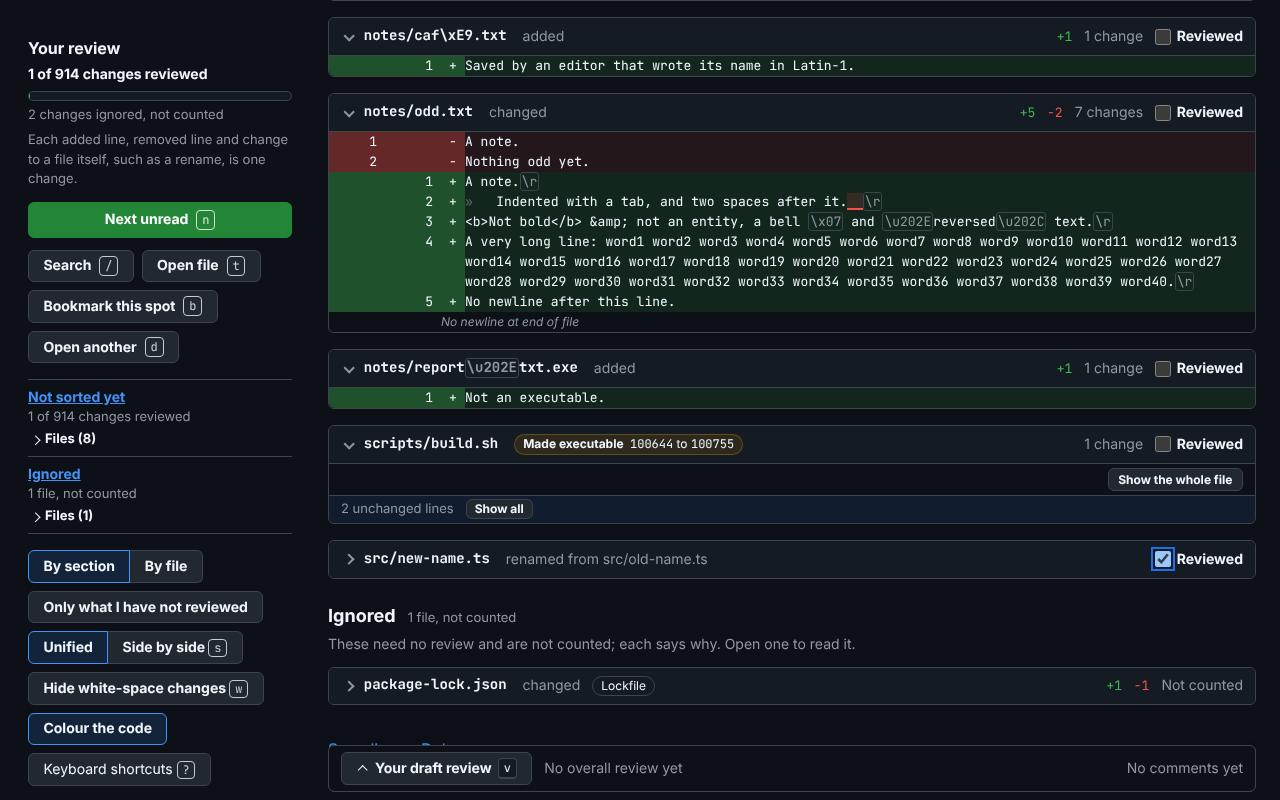 Your review
1 of 914 changes reviewed
2 changes ignored, not counted
Each added line, removed line and change
to a file itself, such as a rename, is one
change.
Next unread n
Search / Open file t
Bookmark this spot b
Open another d
Not sorted yet
1 of 914 changes reviewed
Files (8)
Ignored
1 file, not counted
Files (1)
By section By file
Only what I have not reviewed
Unified Side by side s
Hide white-space changes w
Colour the code
Keyboard shortcuts ?
notes/caf\xE9.txt added +1 1 change Reviewed
1 + Saved by an editor that wrote its name in Latin-1.
notes/odd.txt changed +5 -2 7 changes Reviewed
1 - A note.
2 - Nothing odd yet.
1 + A note.\r
2 + » Indented with a tab, and two spaces after it. \r
3 + <b>Not bold</b> &amp; not an entity, a bell \x07 and \u202Ereversed\u202C text.\r
4 + A very long line: word1 word2 word3 word4 word5 word6 word7 word8 word9 word10 word11 word12 word13
word14 word15 word16 word17 word18 word19 word20 word21 word22 word23 word24 word25 word26 word27
word28 word29 word30 word31 word32 word33 word34 word35 word36 word37 word38 word39 word40.\r
5 + No newline after this line.
No newline at end of file
notes/report\u202Etxt.exe added +1 1 change Reviewed
1 + Not an executable.
scripts/build.sh Made executable 100644 to 100755 1 change Reviewed
Show the whole file
2 unchanged lines Show all
src/new-name.ts renamed from src/old-name.ts Reviewed
Ignored 1 file, not counted
These need no review and are not counted; each says why. Open one to read it.
package-lock.json changed Lockfile +1 -1 Not counted
Your draft review v No overall review yet No comments yet